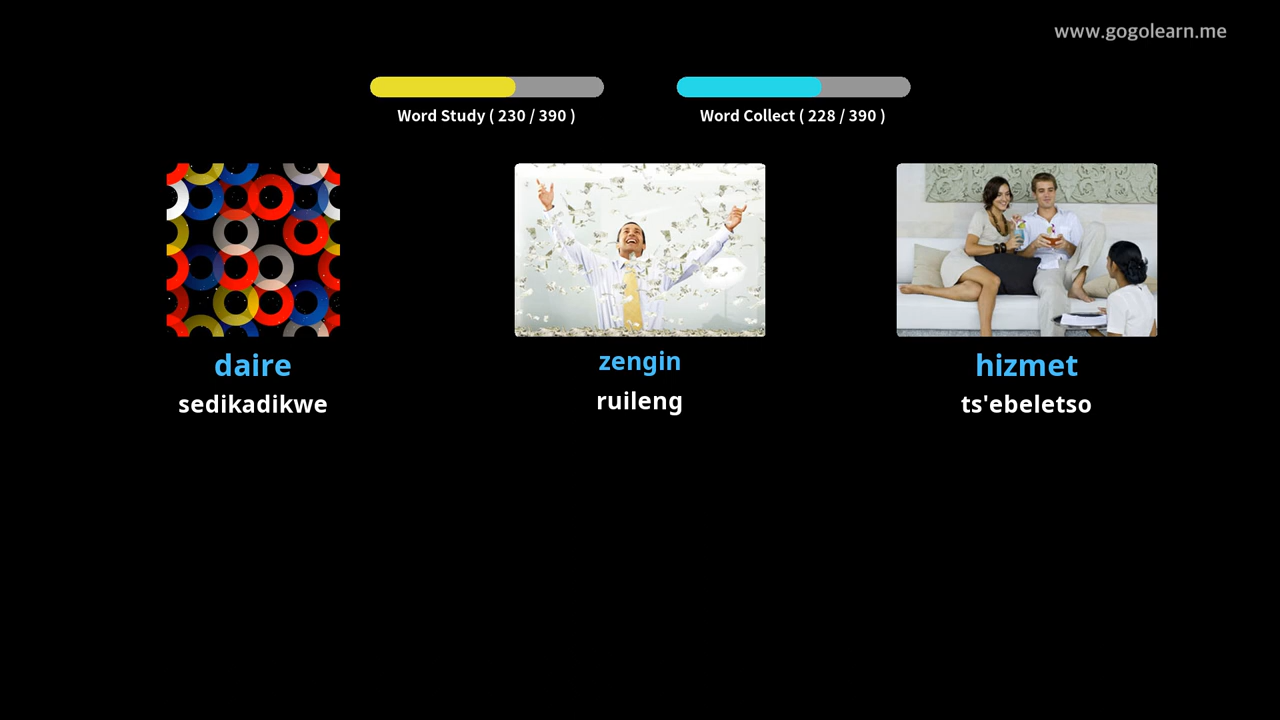 www.gogolearn.me
Word Study ( 230 / 390 )
Word Collect ( 228 / 390 )
daire
zengin
hizmet
sedikadikwe
ruileng
ts'ebeletso